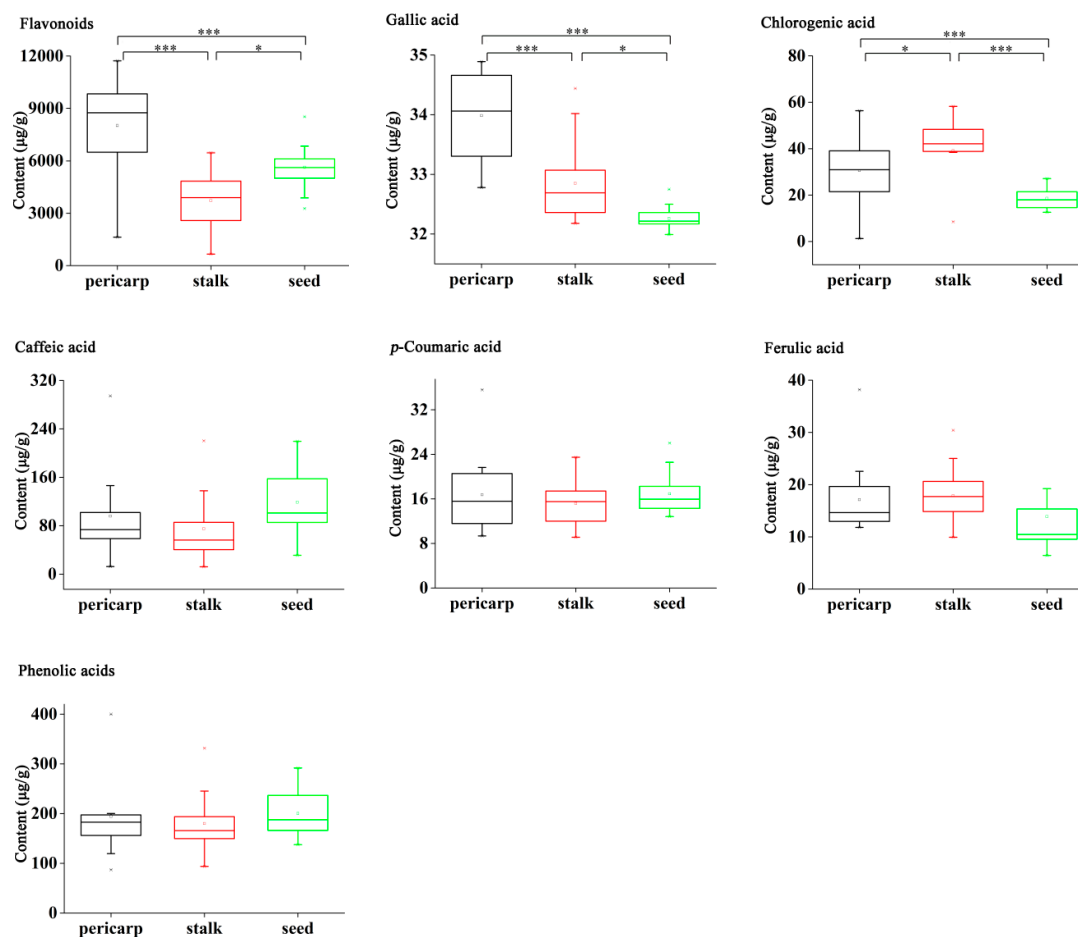 Flavonoids
***
***
*
12000
9000
6000
3000
0
Content (μg/g)
pericarp stalk seed
Gallic acid
***
***
*
35
34
33
32
Content (μg/g)
pericarp stalk seed
Chlorogenic acid
***
*
***
80
60
40
20
0
Content (μg/g)
pericarp stalk seed
Caffeic acid
320
240
160
80
0
Content (μg/g)
pericarp stalk seed
p-Coumaric acid
32
24
16
8
0
Content (μg/g)
pericarp stalk seed
Ferulic acid
40
30
20
10
0
Content (μg/g)
pericarp stalk seed
Phenolic acids
400
300
200
100
0
Content (μg/g)
pericarp stalk seed